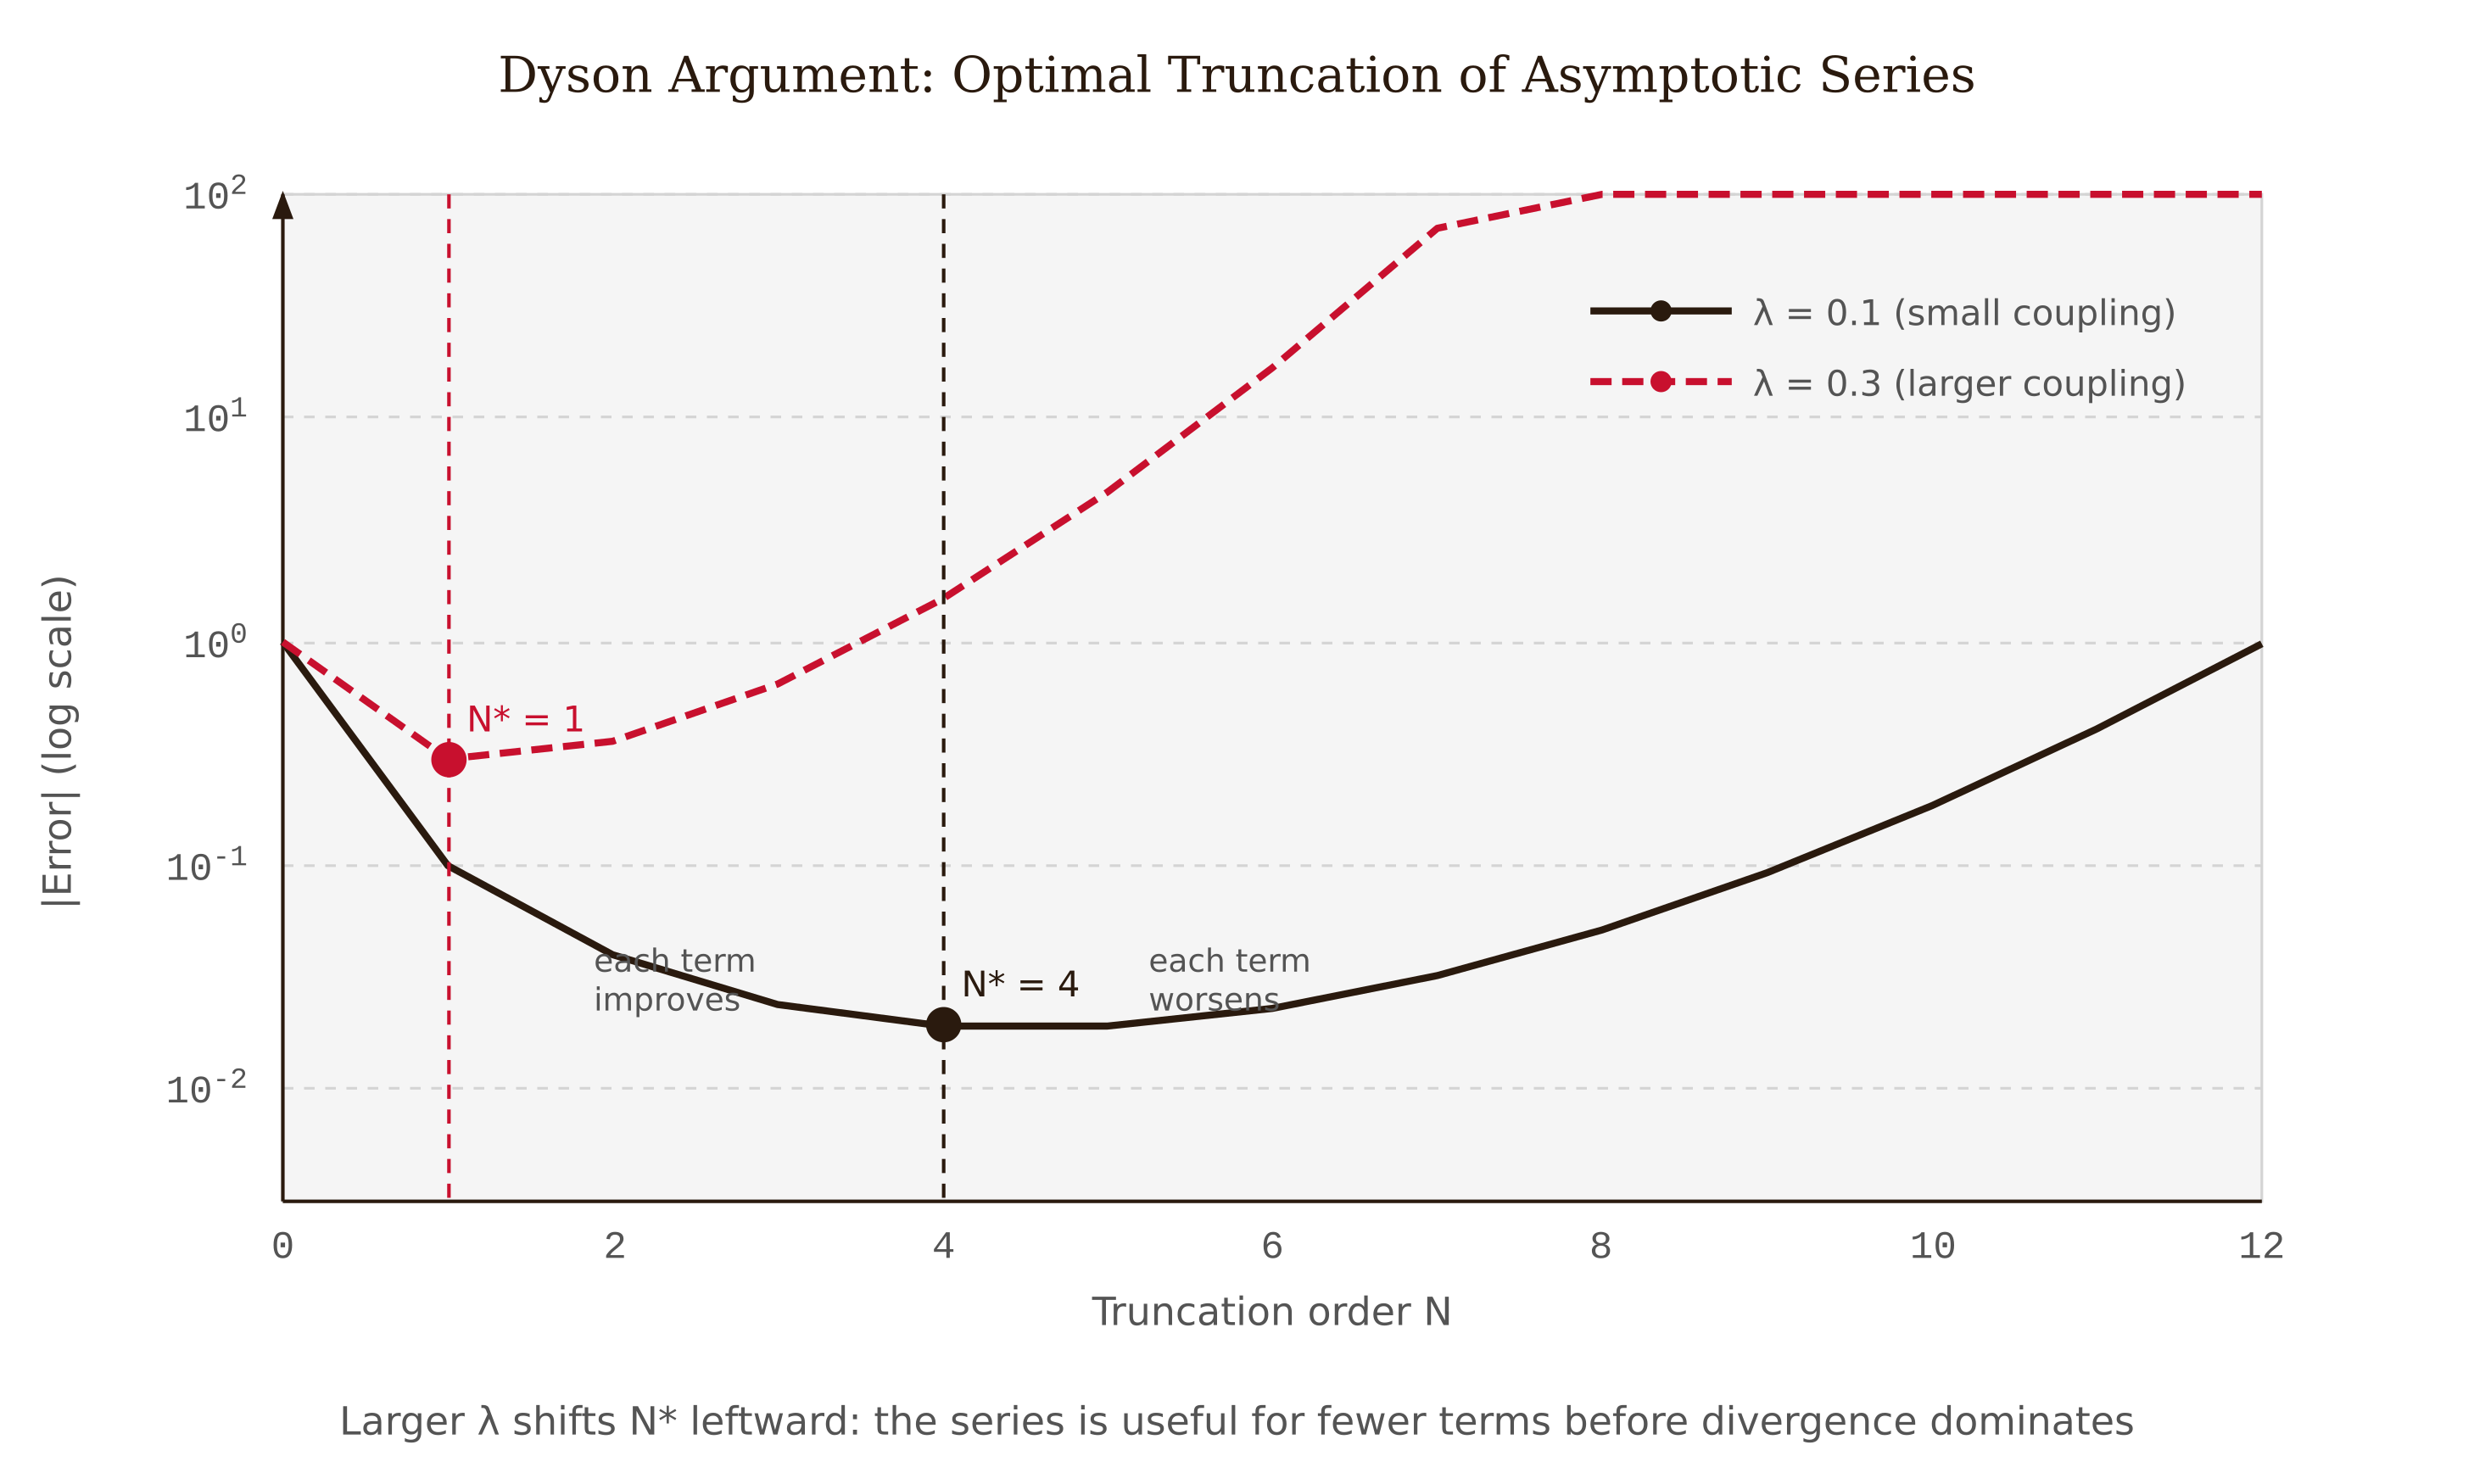 Dyson Argument: Optimal Truncation of Asymptotic Series
10²
10¹
10⁰
10⁻¹
10⁻²
|Error| (log scale)
λ = 0.1 (small coupling)
λ = 0.3 (larger coupling)
N* = 1
each term
improves
N* = 4
each term
worsens
0 2 4 6 8 10 12
Truncation order N
Larger λ shifts N* leftward: the series is useful for fewer terms before divergence dominates